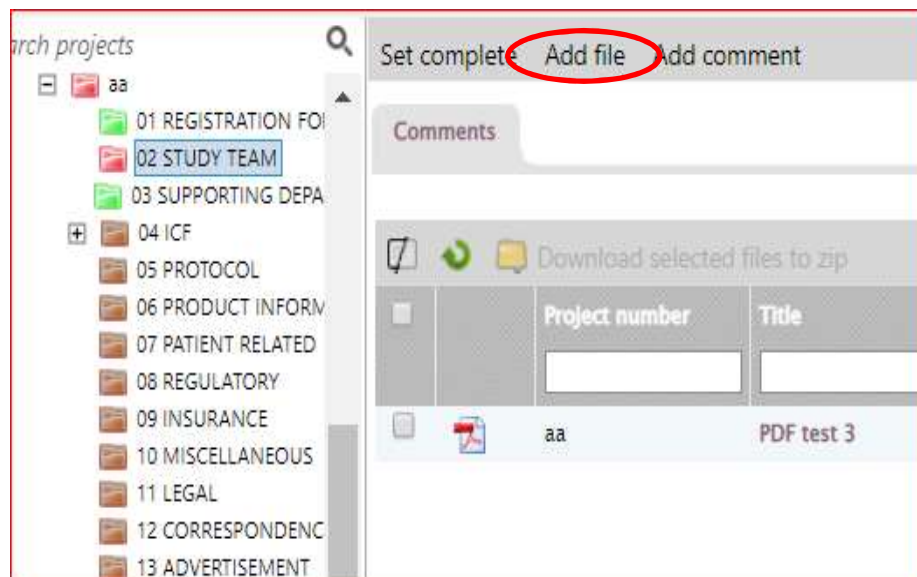 arch projects
aa
01 REGISTRATION FO
02 STUDY TEAM
03 SUPPORTING DEPA
04 ICF
05 PROTOCOL
06 PRODUCT INFORM
07 PATIENT RELATED
08 REGULATORY
09 INSURANCE
10 MISCELLANEOUS
11 LEGAL
12 CORRESPONDENC
13 ADVERTISEMENT
Set complete Add file Add comment
Comments
Download selected files to zip
Project number Title
aa PDF test 3